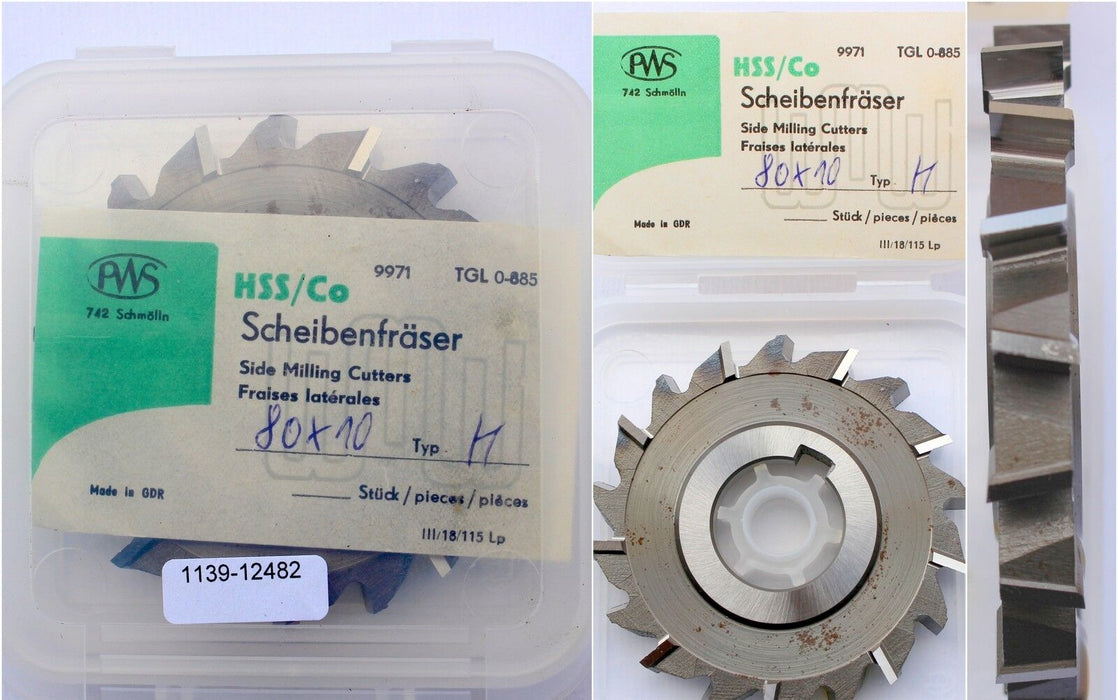 PWS
742 Schmölln
HSS/Co
9971 TGL 0-885
Scheibenfräser
Side Milling Cutters
Fraises latérales
80x10 Typ H
Made in GDR
Stück/pieces/pièces
III/18/115 Lp
1139-12482
PWS
742 Schmölln
HSS/Co
9971 TGL 0-885
Scheibenfräser
Side Milling Cutters
Fraises latérales
80x10 Typ H
Made in GDR
Stück/pieces/pièces
III/18/115 Lp